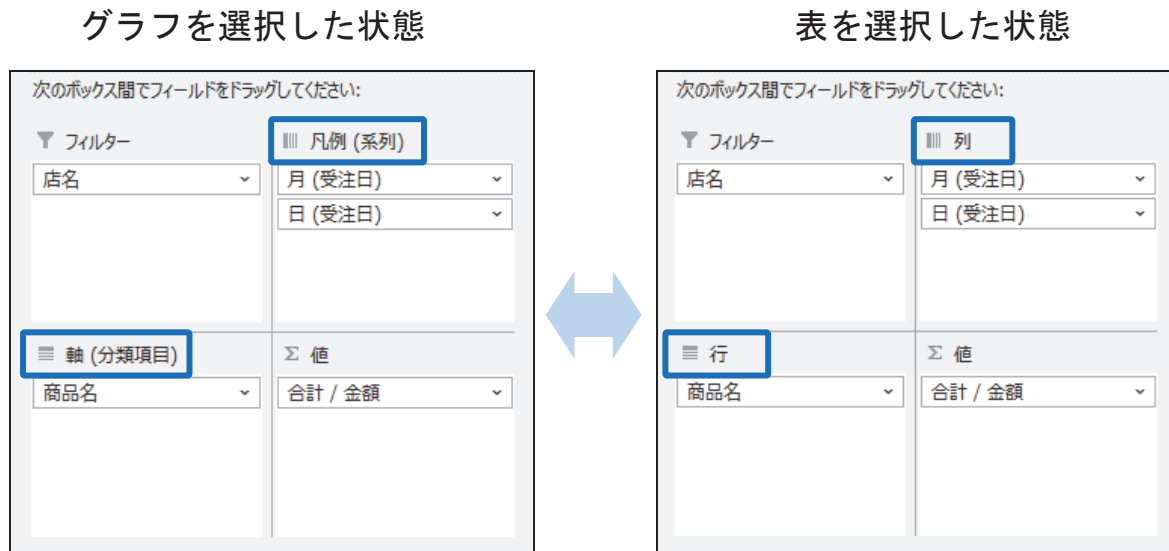 グラフを選択した状態
次のボックス間でフィールドをドラッグしてください:
フィルター
凡例 (系列)
店名
月 (受注日)
日 (受注日)
軸 (分類項目)
Σ 値
商品名
合計 / 金額
表を選択した状態
次のボックス間でフィールドをドラッグしてください:
フィルター
列
店名
月 (受注日)
日 (受注日)
行
Σ 値
商品名
合計 / 金額